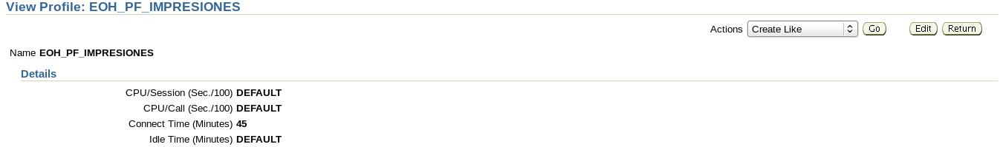 View Profile: EOH_PF_IMPRESIONES
Actions Create Like Go Edit Return
Name EOH_PF_IMPRESIONES
Details
CPU/Session (Sec./100) DEFAULT
CPU/Call (Sec./100) DEFAULT
Connect Time (Minutes) 45
Idle Time (Minutes) DEFAULT